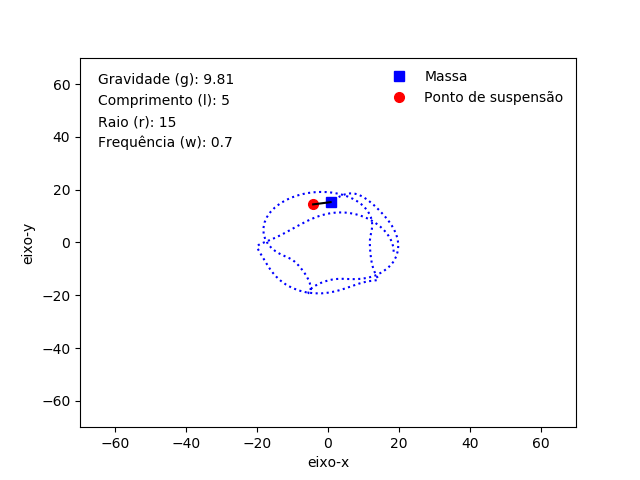 Gravidade (g): 9.81
Comprimento (l): 5
Raio (r): 15
Frequência (w): 0.7
Massa
Ponto de suspensão
60
40
20
0
−20
−40
−60
eixo-y
−60 −40 −20 0 20 40 60
eixo-x